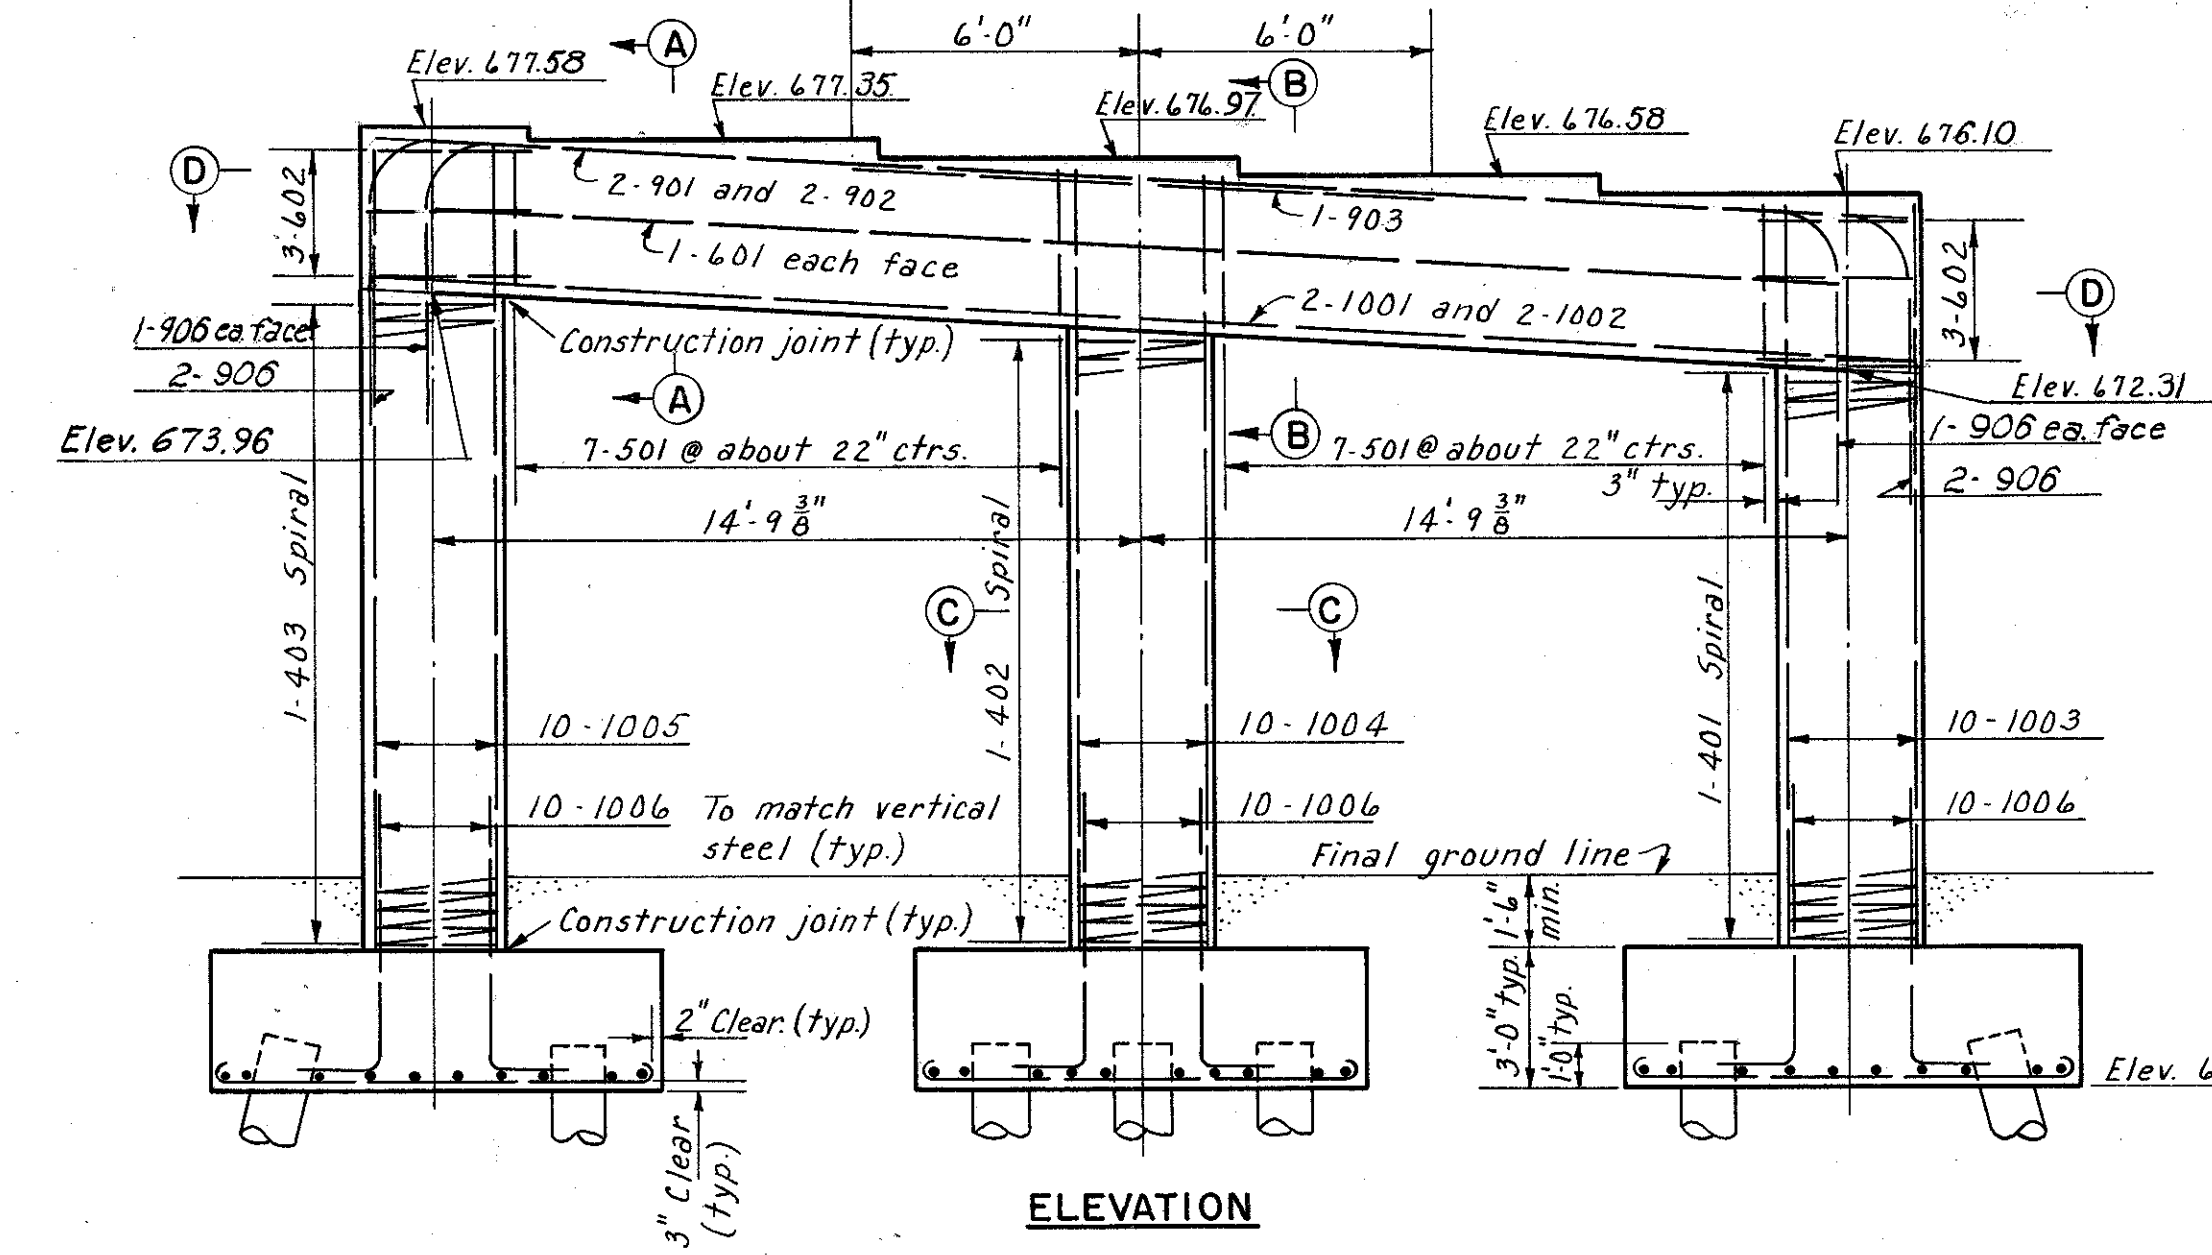 6'-0" 6'-0"
A
Elev. 677.58
Elev. 677.35
B
Elev. 676.97
Elev. 676.58
Elev. 676.10
D
3-602
2-901 and 2-902
1-903
1-601 each face
2-1001 and 2-1002
3-602
D
1-906 ea. face
Construction joint (typ.)
2-906
A
Elev. 672.31
Elev. 673.96
7-501 @ about 22" ctrs.
B
7-501 @ about 22" ctrs.
1-906 ea. face
3" typ.
2-906
14'-9 3/8"
14'-9 3/8"
1-403 Spiral
1-402 Spiral
1-401 Spiral
C
C
10-1005
10-1004
10-1003
10-1006 To match vertical
steel (typ.)
10-1006
10-1006
Final ground line
1'-6"
min.
Construction joint (typ.)
3'-0" typ.
1'-0" typ.
2" Clear. (typ.)
Elev. 6
3" Clear
(typ.)
ELEVATION